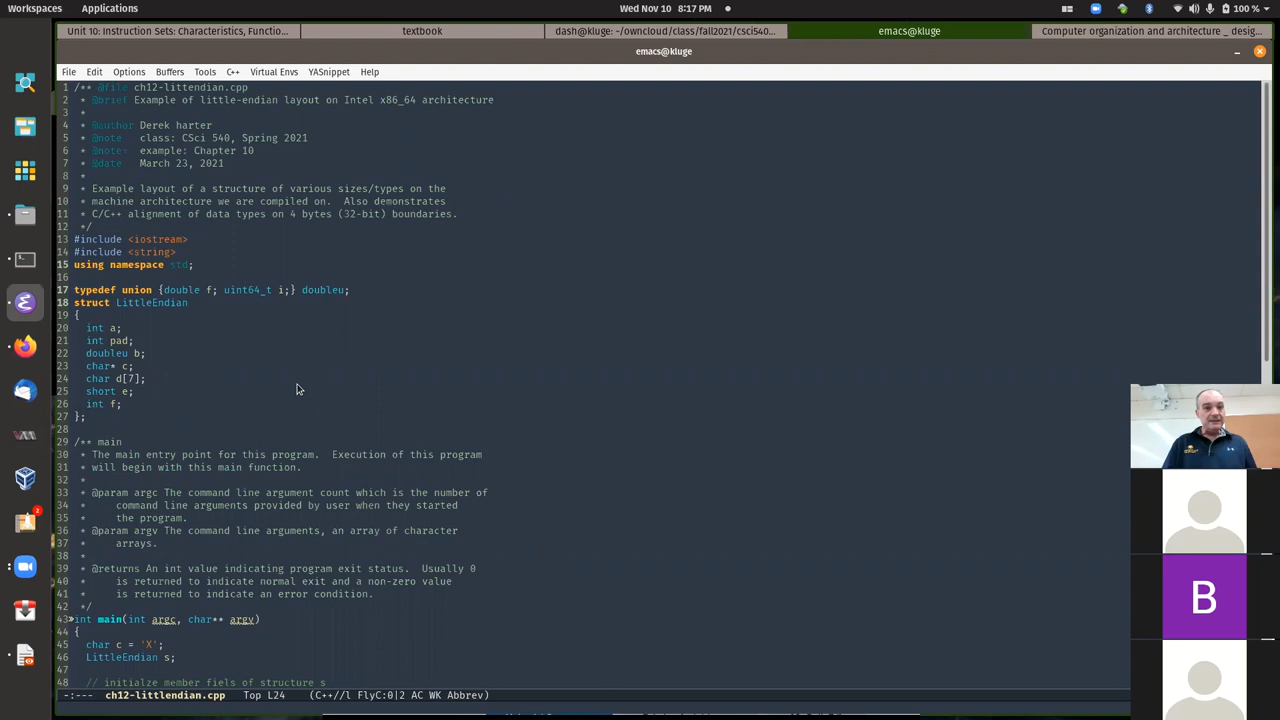 Workspaces Applications Wed Nov 10 8:17 PM 100 %
Unit 10: Instruction Sets: Characteristics, Functio... textbook dash@kluge: ~/owncloud/class/fall2021/csci540... emacs@kluge Computer organization and architecture _ desig...
emacs@kluge
File Edit Options Buffers Tools C++ Virtual Envs YASnippet Help
1 /** @file ch12-littendian.cpp
2 * @brief Example of little-endian layout on Intel x86_64 architecture
3 *
4 * @author Derek harter
5 * @note class: CSci 540, Spring 2021
6 * @note example: Chapter 10
7 * @date March 23, 2021
8 *
9 * Example layout of a structure of various sizes/types on the
10 * machine architecture we are compiled on. Also demonstrates
11 * C/C++ alignment of data types on 4 bytes (32-bit) boundaries.
12 */
13 #include <iostream>
14 #include <string>
15 using namespace std;
16
17 typedef union {double f; uint64_t i;} doubleu;
18 struct LittleEndian
19 {
20 int a;
21 int pad;
22 doubleu b;
23 char* c;
24 char d[7];
25 short e;
26 int f;
27 };
28
29 /** main
30 * The main entry point for this program. Execution of this program
31 * will begin with this main function.
32 *
33 * @param argc The command line argument count which is the number of
34 * command line arguments provided by user when they started
35 * the program.
36 * @param argv The command line arguments, an array of character
37 * arrays.
38 *
39 * @returns An int value indicating program exit status. Usually 0
40 * is returned to indicate normal exit and a non-zero value
41 * is returned to indicate an error condition.
42 */
43»int main(int argc, char** argv)
44 {
45 char c = 'X';
46 LittleEndian s;
47
48 // initialze member fiels of structure s
-:--- ch12-littlendian.cpp Top L24 (C++//l FlyC:0|2 AC WK Abbrev)
2
B